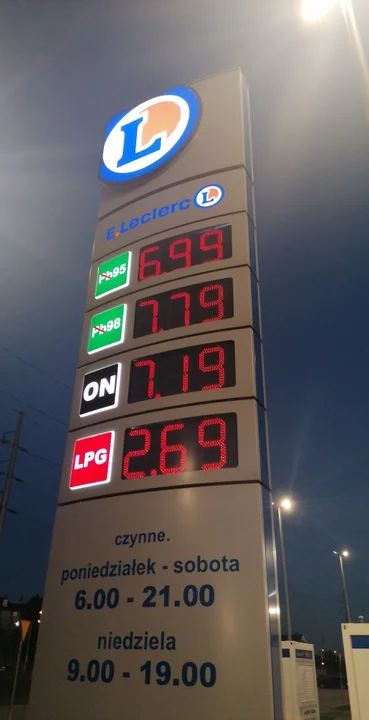 L
E.Leclerc L
Pb95 6.99
Pb98 7.79
ON 7.19
LPG 2.69
czynne.
poniedziałek - sobota
6.00 - 21.00
niedziela
9.00 - 19.00